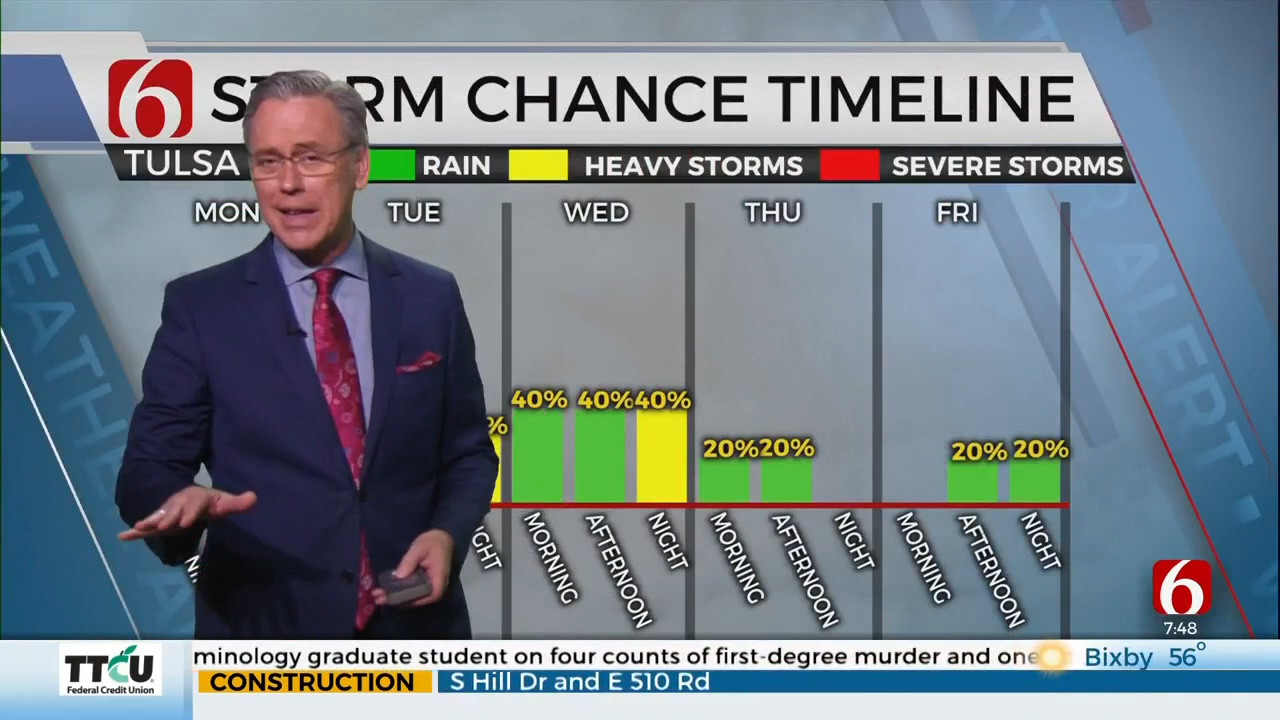 6 ST RM CHANCE TIMELINE
TULSA RAIN HEAVY STORMS SEVERE STORMS
MON TUE WED THU FRI
% 40% 40% 40% 20% 20% 20% 20%
MORNING AFTERNOON NIGHT MORNING AFTERNOON NIGHT MORNING AFTERNOON NIGHT
6
7:48
TTCU
Federal Credit Union
minology graduate student on four counts of first-degree murder and one
Bixby 56°
CONSTRUCTION S Hill Dr and E 510 Rd